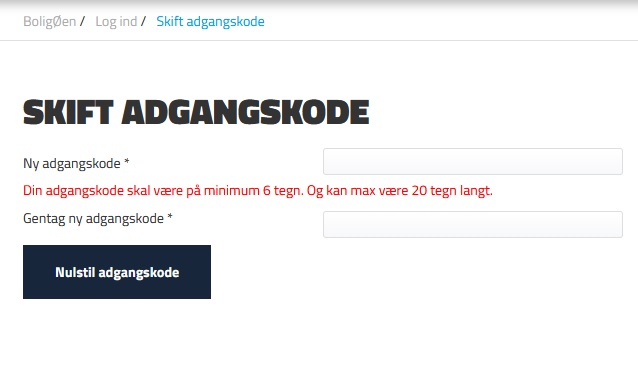 BoligØen / Log ind / Skift adgangskode
SKIFT ADGANGSKODE
Ny adgangskode *
Din adgangskode skal være på minimum 6 tegn. Og kan max være 20 tegn langt.
Gentag ny adgangskode *
Nulstil adgangskode